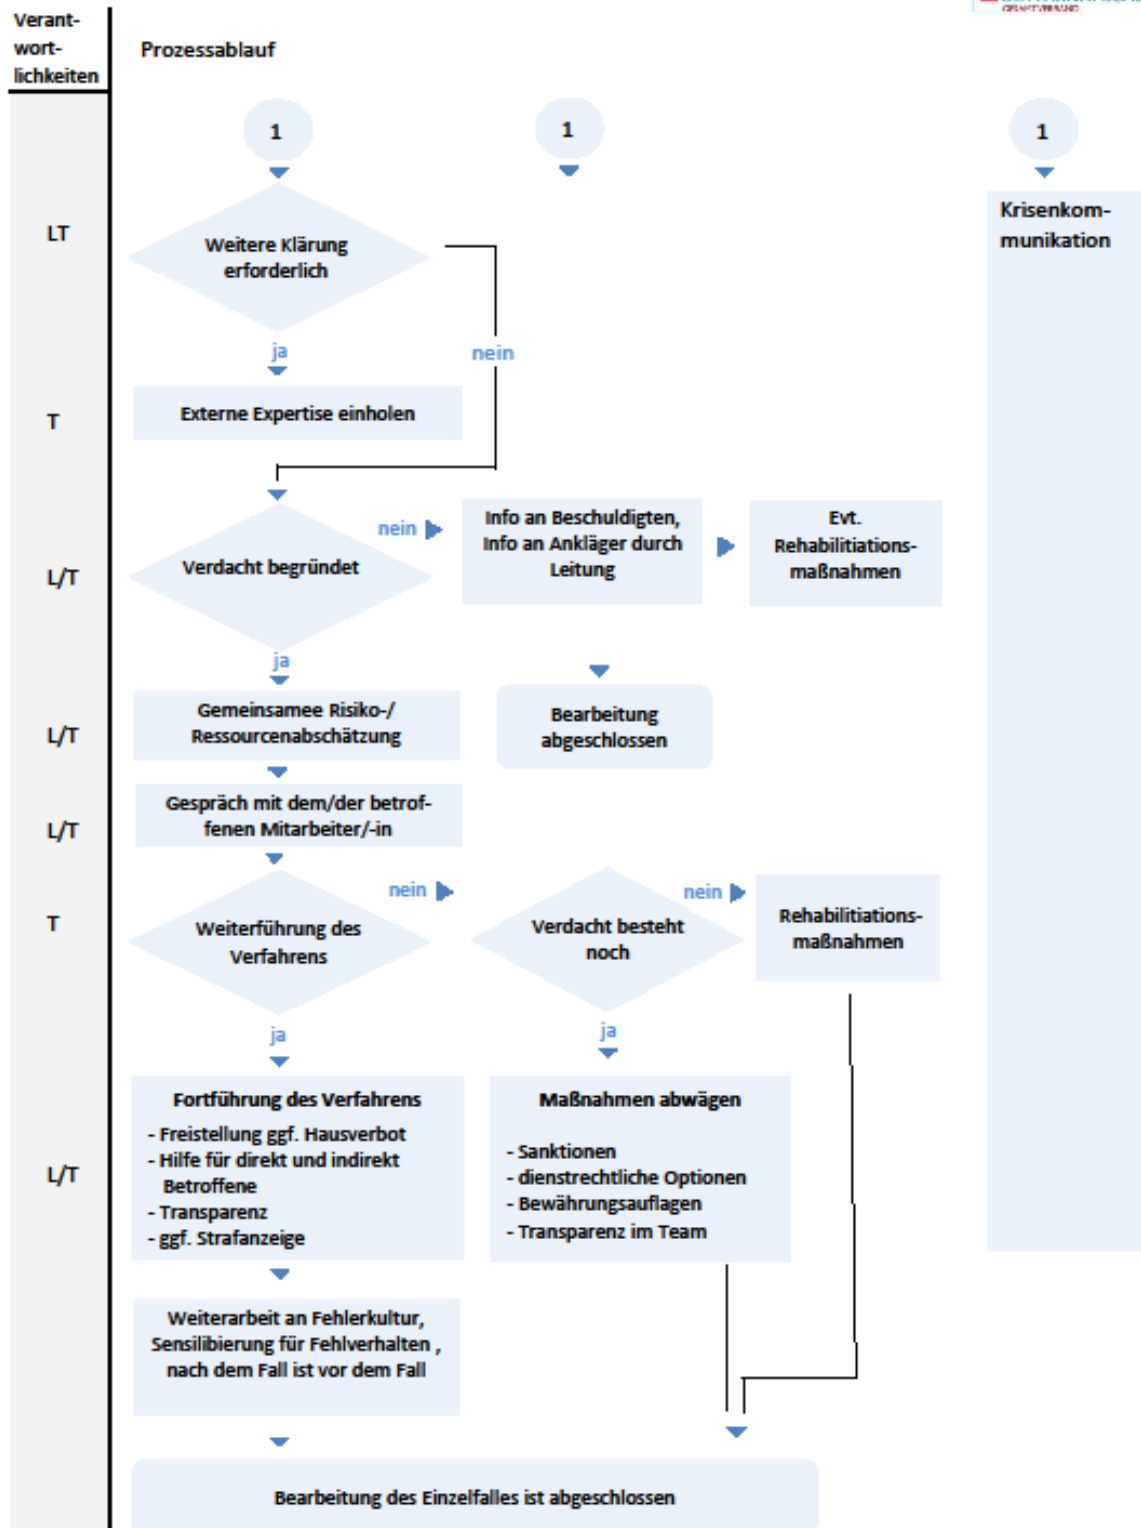 GESAMTVERBAND
Verant-
wort-
lichkeiten
Prozessablauf
1
1
1
LT
Weitere Klärung
erforderlich
Krisenkom-
munikation
ja
nein
T
Externe Expertise einholen
L/T
Verdacht begründet
nein
Info an Beschuldigten,
Info an Ankläger durch
Leitung
Evt.
Rehabilitiations-
maßnahmen
ja
L/T
Gemeinsamee Risiko-/
Ressourcenabschätzung
Bearbeitung
abgeschlossen
L/T
Gespräch mit dem/der betrof-
fenen Mitarbeiter/-in
T
Weiterführung des
Verfahrens
nein
Verdacht besteht
noch
nein
Rehabilitiations-
maßnahmen
ja
ja
L/T
Fortführung des Verfahrens
- Freistellung ggf. Hausverbot
- Hilfe für direkt und indirekt
Betroffene
- Transparenz
- ggf. Strafanzeige
Maßnahmen abwägen
- Sanktionen
- dienstrechtliche Optionen
- Bewährungsauflagen
- Transparenz im Team
Weiterarbeit an Fehlerkultur,
Sensilibierung für Fehlverhalten ,
nach dem Fall ist vor dem Fall
Bearbeitung des Einzelfalles ist abgeschlossen